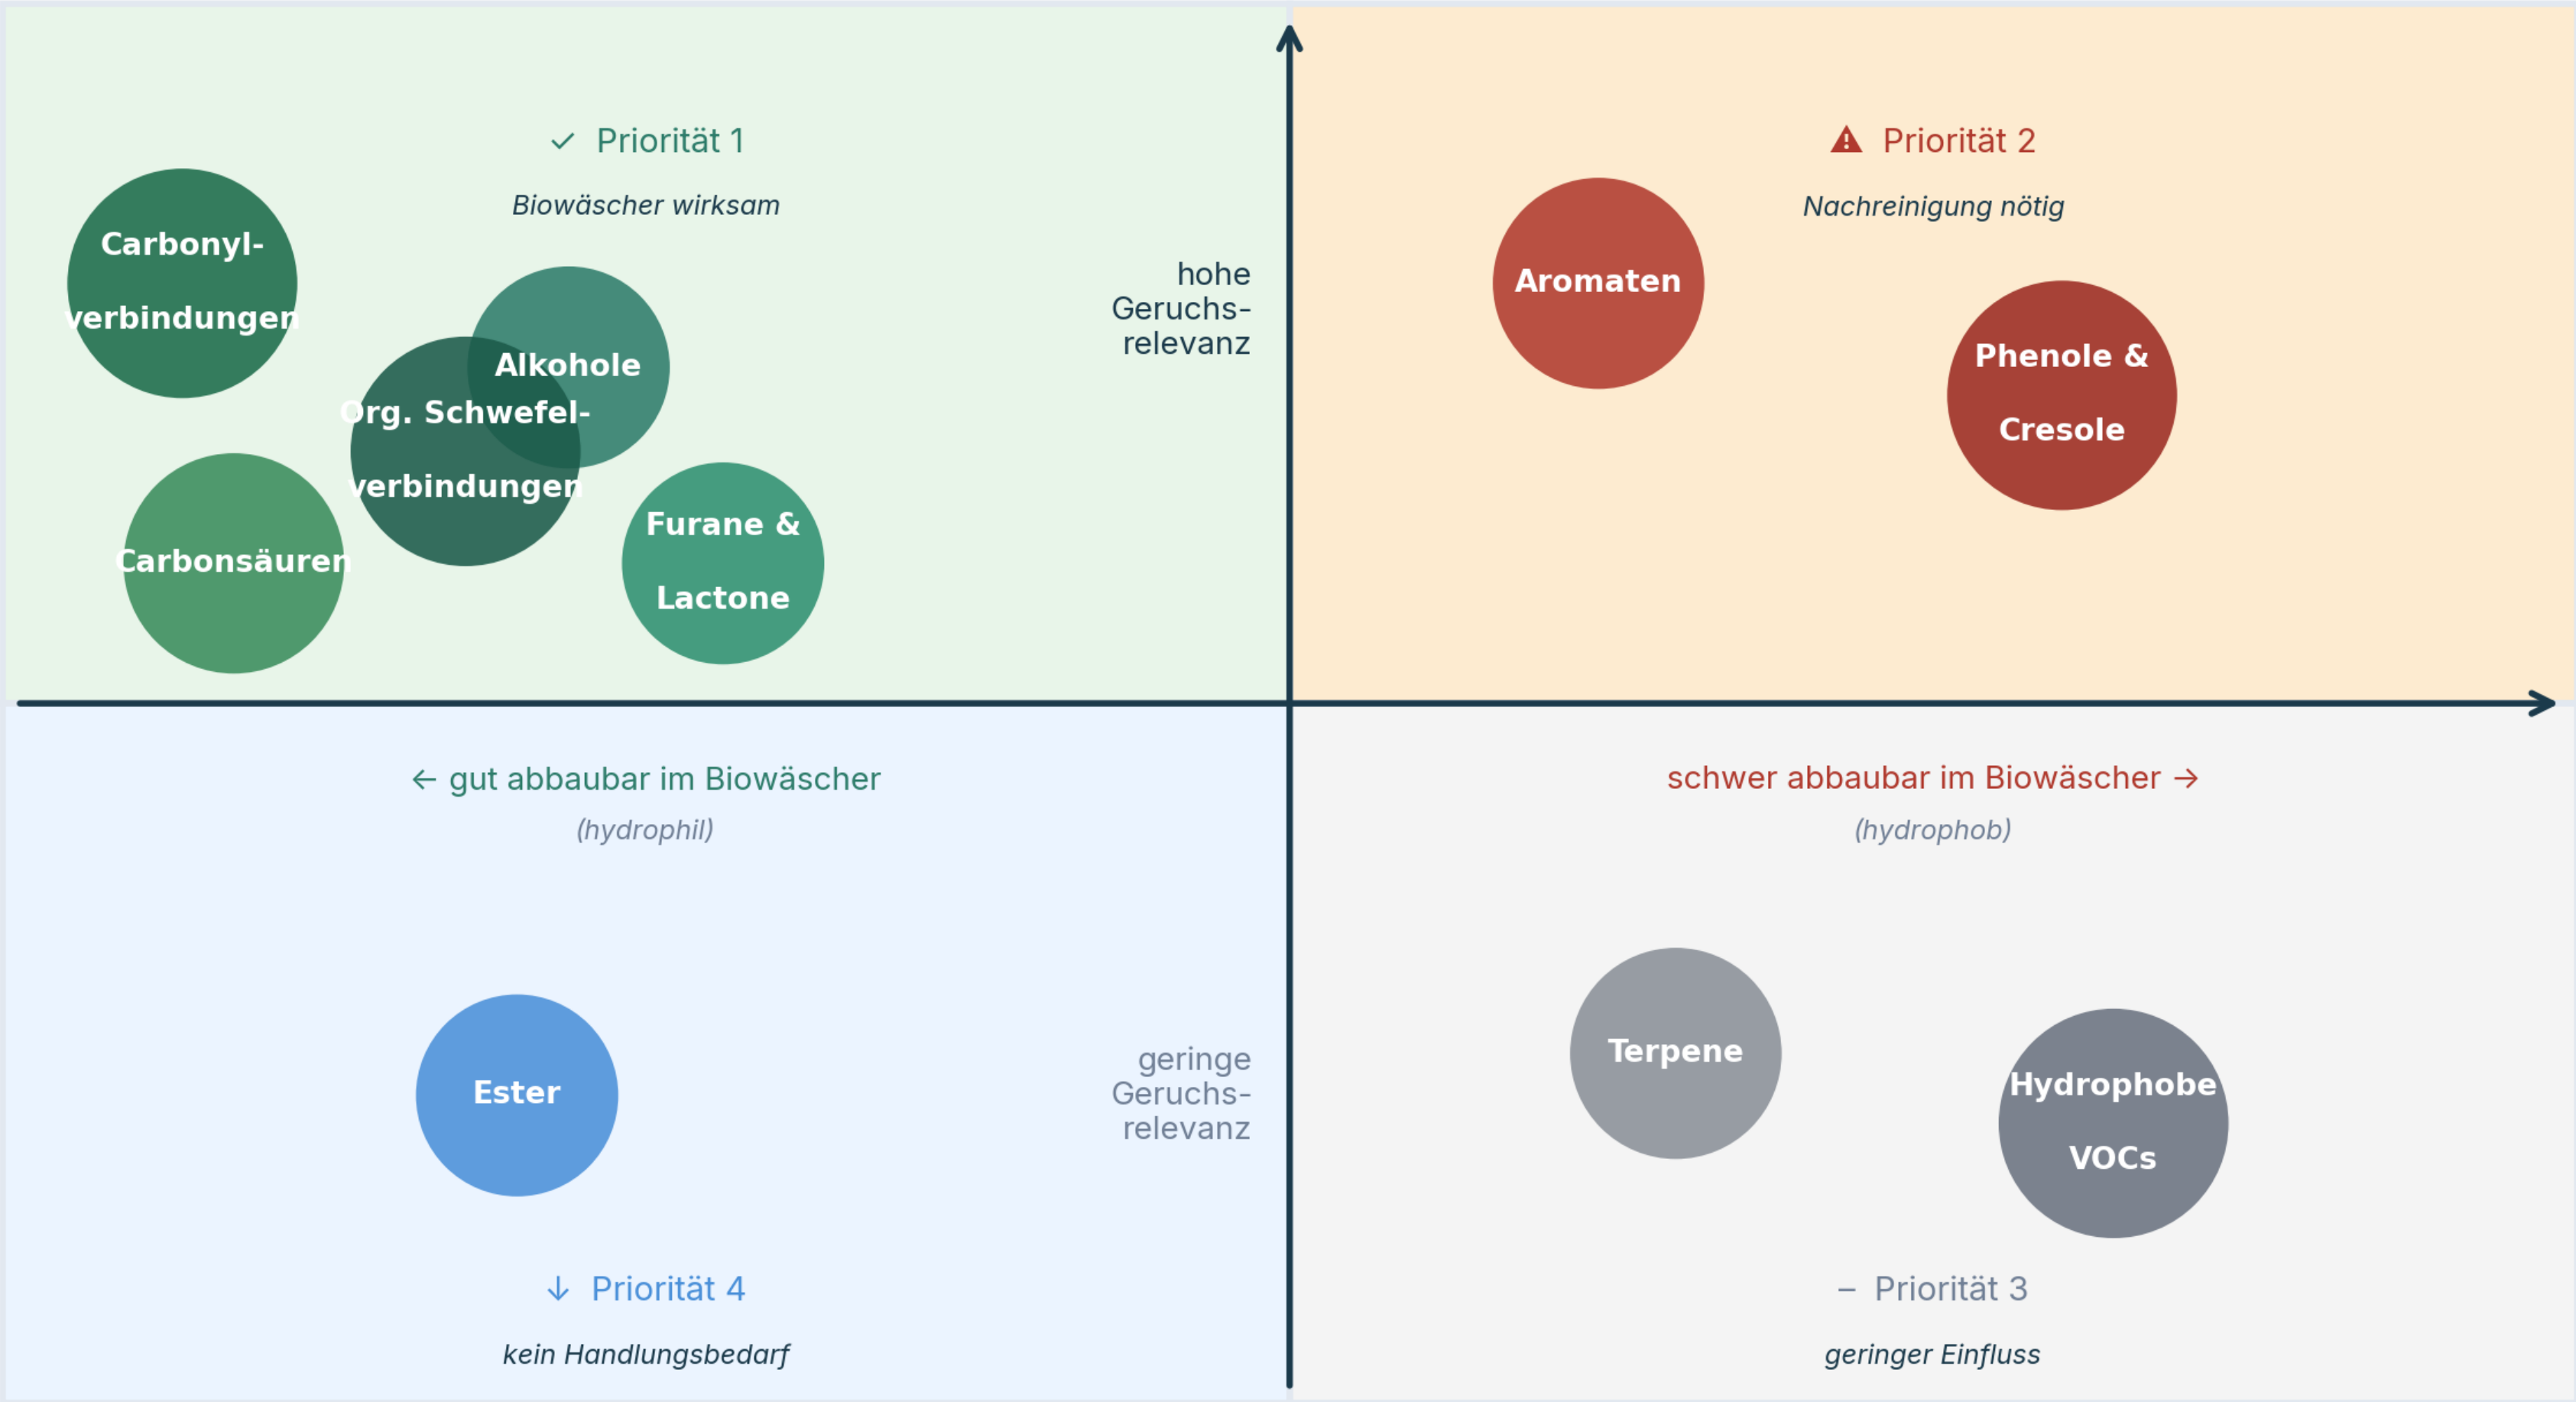 ✓ Priorität 1
Biowäscher wirksam
Carbonyl-
verbindungen
Alkohole
Org. Schwefel-
verbindungen
Carbonsäuren
Furane &
Lactone
hohe
Geruchs-
relevanz
⚠ Priorität 2
Nachreinigung nötig
Aromaten
Phenole &
Cresole
← gut abbaubar im Biowäscher
(hydrophil)
schwer abbaubar im Biowäscher →
(hydrophob)
Ester
geringe
Geruchs-
relevanz
↓ Priorität 4
kein Handlungsbedarf
Terpene
Hydrophobe
VOCs
– Priorität 3
geringer Einfluss